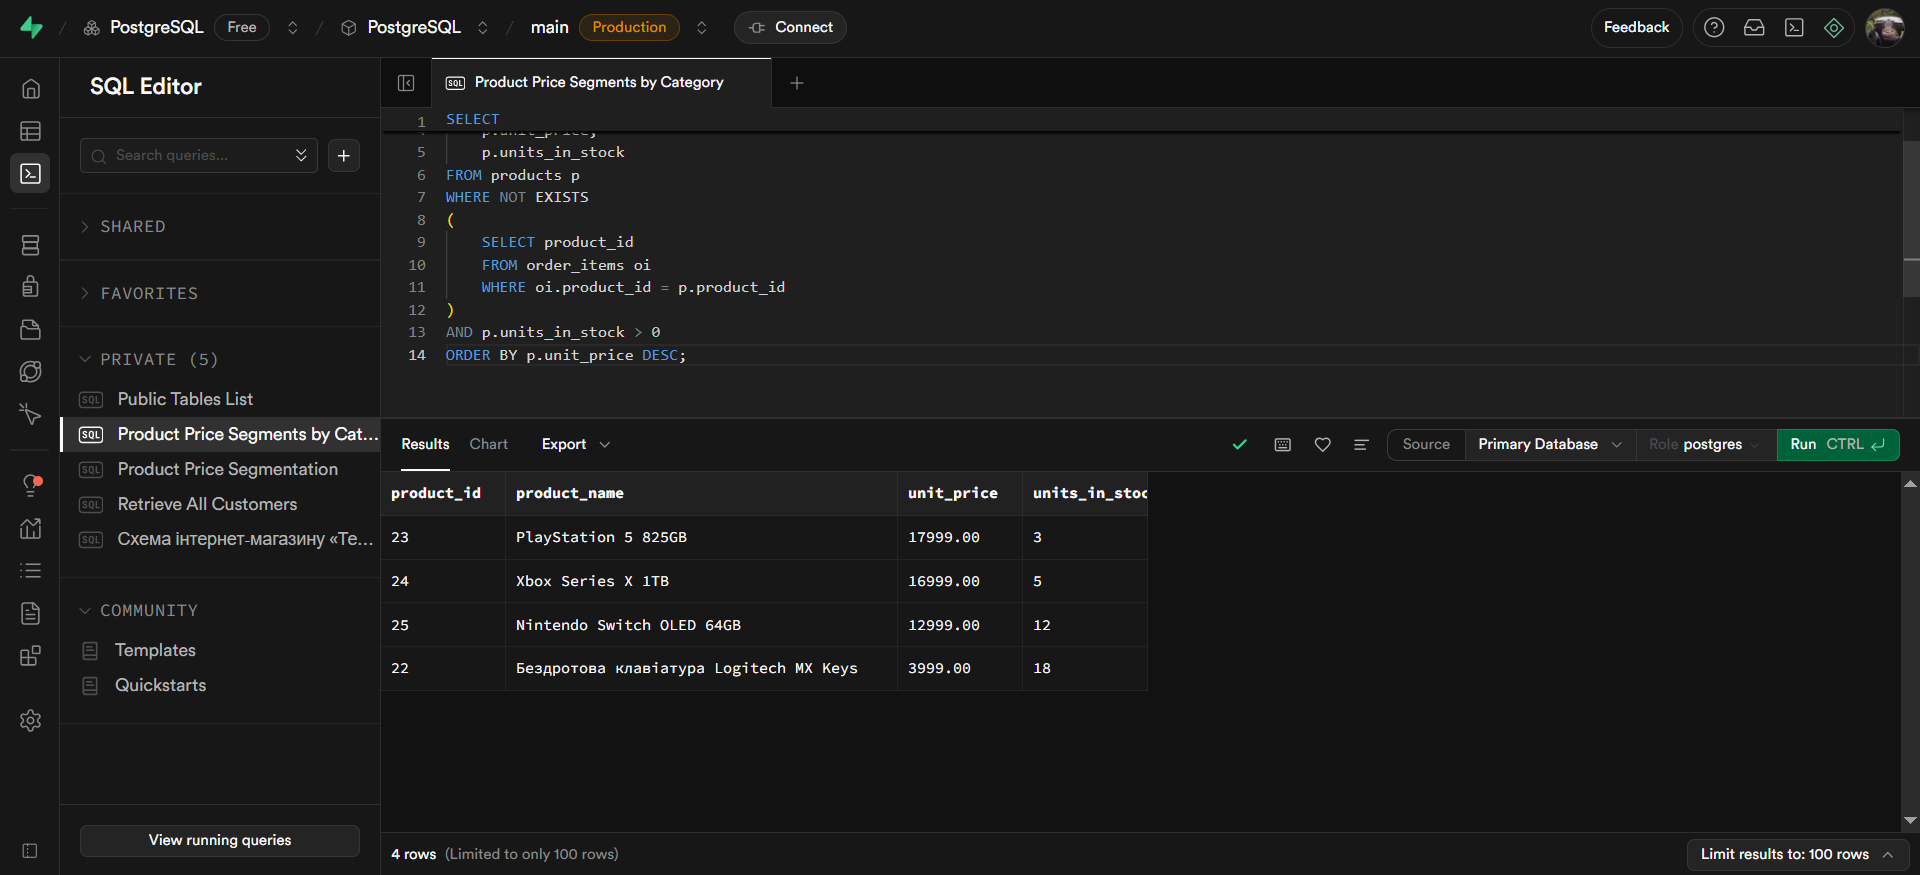 PostgreSQL Free / PostgreSQL / main Production Connect Feedback
SQL Editor
Product Price Segments by Category
Search queries...
SHARED
FAVORITES
PRIVATE (5)
SQL Public Tables List
SQL Product Price Segments by Cat...
SQL Product Price Segmentation
SQL Retrieve All Customers
SQL Схема інтернет-магазину «Те...
COMMUNITY
Templates
Quickstarts
View running queries
1 SELECT
p.unit_price,
5 p.units_in_stock
6 FROM products p
7 WHERE NOT EXISTS
8 (
9 SELECT product_id
10 FROM order_items oi
11 WHERE oi.product_id = p.product_id
12 )
13 AND p.units_in_stock > 0
14 ORDER BY p.unit_price DESC;
Results Chart Export Source Primary Database Role postgres Run CTRL
product_id product_name unit_price units_in_stoc
23 PlayStation 5 825GB 17999.00 3
24 Xbox Series X 1TB 16999.00 5
25 Nintendo Switch OLED 64GB 12999.00 12
22 Бездротова клавіатура Logitech MX Keys 3999.00 18
4 rows (Limited to only 100 rows)
Limit results to: 100 rows